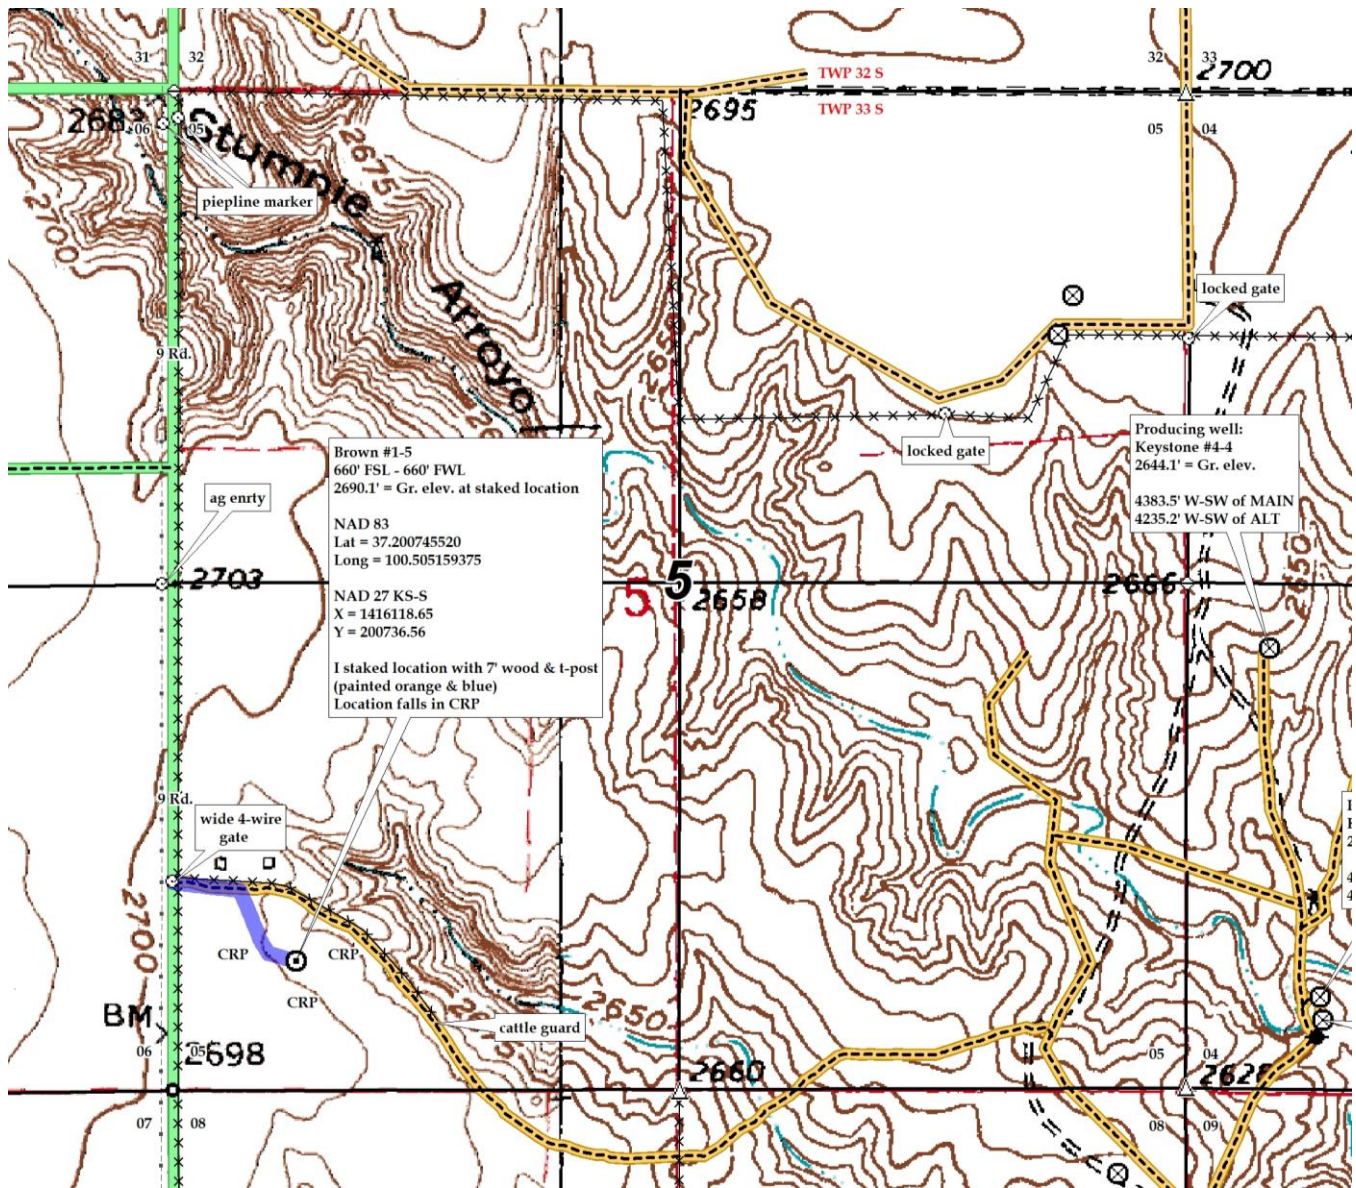 31
32
TWP 32 S
32
33
2700
2683
06
05
Stumpie
2675
2695
TWP 33 S
05
04
piepline marker
2700
Arroyo
locked gate
9 Rd.
locked gate
Producing well:
Keystone #4-4
2644.1' = Gr. elev.
4383.5' W-SW of MAIN
4235.2' W-SW of ALT
Brown #1-5
660' FSL - 660' FWL
2690.1' = Gr. elev. at staked location
NAD 83
Lat = 37.200745520
Long = 100.505159375
NAD 27 KS-S
X = 1416118.65
Y = 200736.56
I staked location with 7' wood & t-post
(painted orange & blue)
Location falls in CRP
ag enrty
2703
5
5
2658
2666
2650
9 Rd.
wide 4-wire
gate
2700
CRP
CRP
CRP
cattle guard
2650
BM
2698
06
05
2660
05
04
2628
07
08
08
09